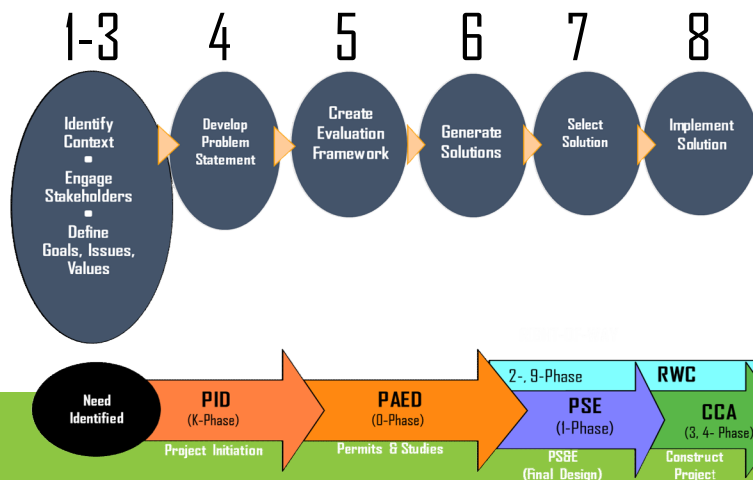 1-3
4
5
6
7
8
Identify
Context
-
Engage
Stakeholders
-
Define
Goals, Issues,
Values
Develop
Problem
Statement
Create
Evaluation
Framework
Generate
Solutions
Select
Solution
Implement
Solution
Need
Identified
PID
(K-Phase)
Project Initiation
PAED
(0-Phase)
Permits & Studies
2-, 9-Phase
RWC
PSE
(1-Phase)
PS&E
(Final Design)
CCA
(3, 4- Phase)
Construct
Project